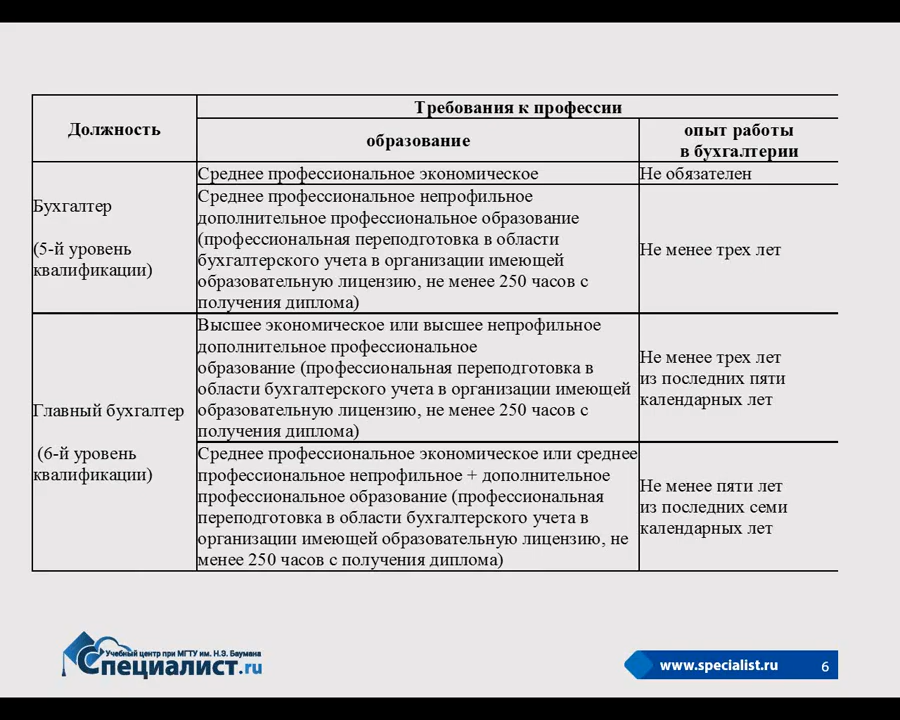 Должность
Требования к профессии
образование
опыт работы
в бухгалтерии
Бухгалтер
(5-й уровень
квалификации)
Среднее профессиональное экономическое
Не обязателен
Среднее профессиональное непрофильное
дополнительное профессиональное образование
(профессиональная переподготовка в области
бухгалтерского учета в организации имеющей
образовательную лицензию, не менее 250 часов с
получения диплома)
Не менее трех лет
Главный бухгалтер
(6-й уровень
квалификации)
Высшее экономическое или высшее непрофильное
дополнительное профессиональное
образование (профессиональная переподготовка в
области бухгалтерского учета в организации имеющей
образовательную лицензию, не менее 250 часов с
получения диплома)
Не менее трех лет
из последних пяти
календарных лет
Среднее профессиональное экономическое или среднее
профессиональное непрофильное + дополнительное
профессиональное образование (профессиональная
переподготовка в области бухгалтерского учета в
организации имеющей образовательную лицензию, не
менее 250 часов с получения диплома)
Не менее пяти лет
из последних семи
календарных лет
Учебный центр при МГТУ им. Н.Э. Баумана
Специалист.ru
www.specialist.ru
6